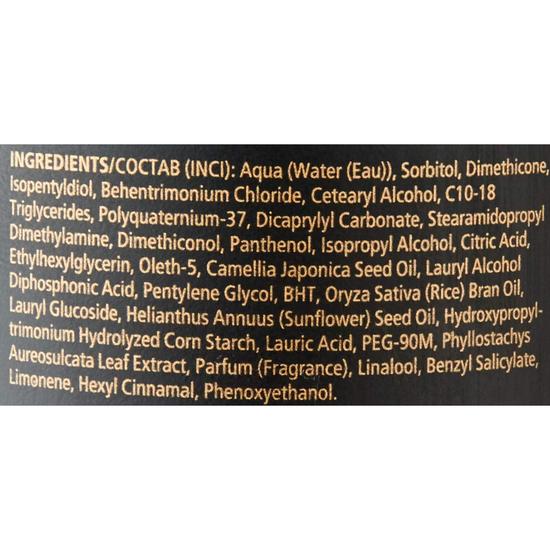 INGREDIENTS/СОСТАВ (INCI): Aqua (Water (Eau)), Sorbitol, Dimethicone,
Isopentyldiol, Behentrimonium Chloride, Cetearyl Alcohol, C10-18
Triglycerides, Polyquaternium-37, Dicaprylyl Carbonate, Stearamidopropyl
Dimethylamine, Dimethiconol, Panthenol, Isopropyl Alcohol, Citric Acid,
Ethylhexylglycerin, Oleth-5, Camellia Japonica Seed Oil, Lauryl Alcohol
Diphosphonic Acid, Pentylene Glycol, BHT, Oryza Sativa (Rice) Bran Oil,
Lauryl Glucoside, Helianthus Annuus (Sunflower) Seed Oil, Hydroxypropyl-
trimonium Hydrolyzed Corn Starch, Lauric Acid, PEG-90M, Phyllostachys
Aureosulcata Leaf Extract, Parfum (Fragrance), Linalool, Benzyl Salicylate,
Limonene, Hexyl Cinnamal, Phenoxyethanol.